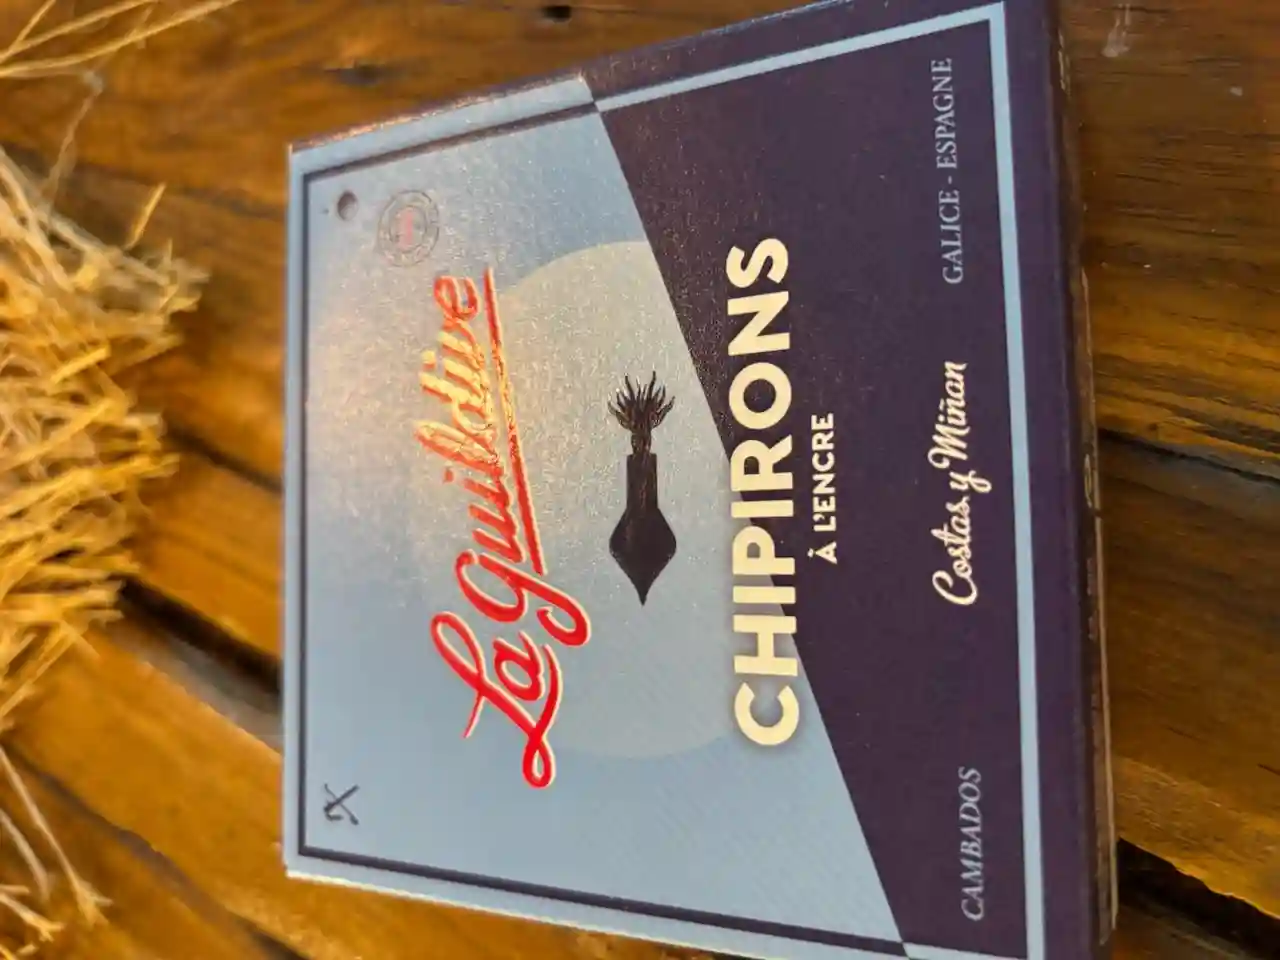 La Guildive
CHIPIRONS
À L'ENCRE
Costas y Miñan
CAMBADOS
GALICE - ESPAGNE